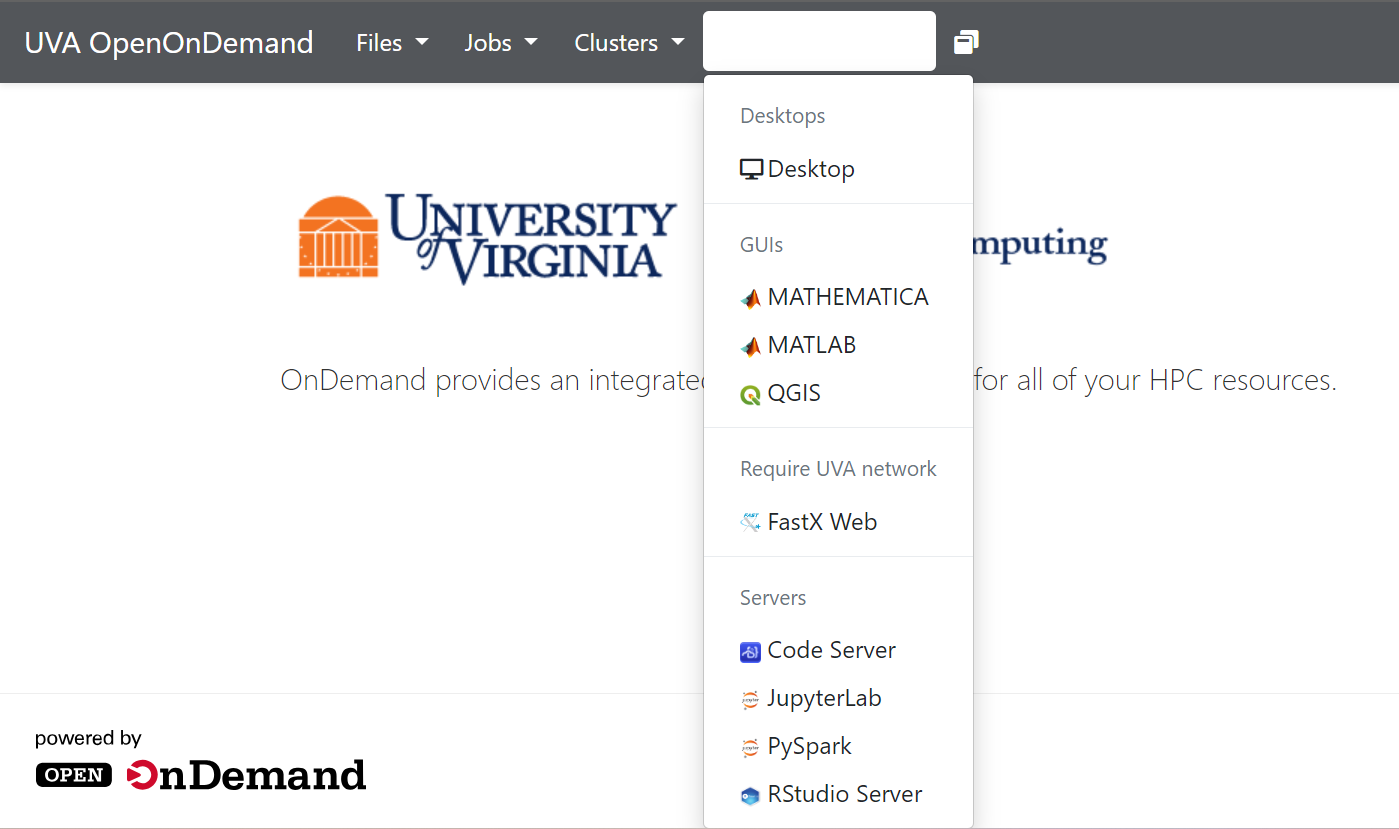 UVA OpenOnDemand Files Jobs Clusters
Desktops
Desktop
GUIs
MATHEMATICA
MATLAB
QGIS
Require UVA network
FastX Web
Servers
Code Server
JupyterLab
PySpark
RStudio Server
UNIVERSITY
of VIRGINIA
mputing
OnDemand provides an integrated for all of your HPC resources.
powered by
OPEN OnDemand